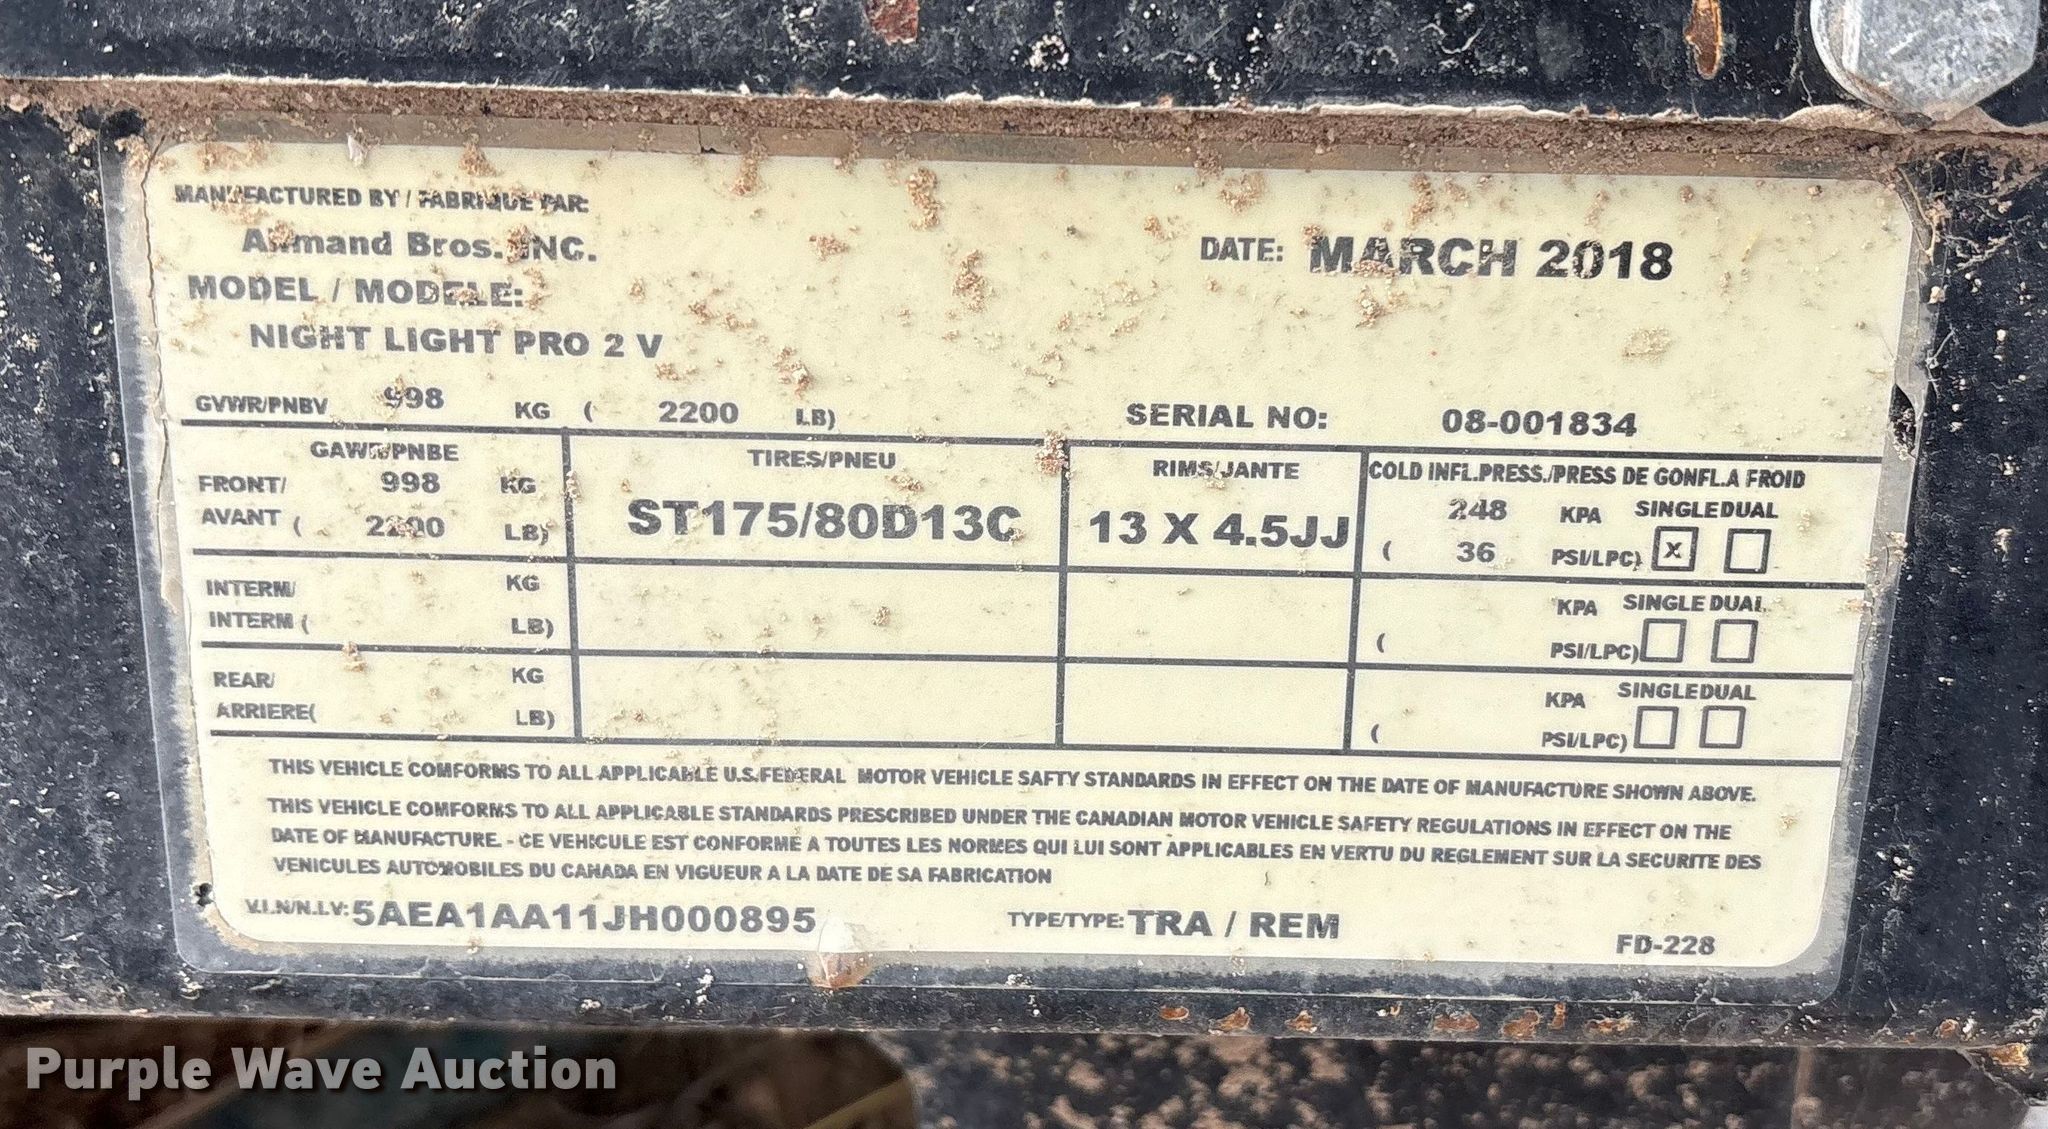 MANUFACTURED BY / FABRIQUE PAR:
Allmand Bros. INC.
DATE: MARCH 2018
MODEL / MODELE:
NIGHT LIGHT PRO 2 V
GVWR/PNBV 998 KG ( 2200 LB) SERIAL NO: 08-001834
GAWR/PNBE TIRES/PNEU RIMS/JANTE COLD INFL.PRESS./PRESS DE GONFL.A FROID
FRONT/ 998 KG ST175/80D13C 13 X 4.5JJ 248 KPA SINGLE DUAL
AVANT ( 2200 LB) ( 36 PSI/LPC) X
INTERM/ KG KPA SINGLE DUAL
INTERM ( LB) ( PSI/LPC)
REAR/ KG KPA SINGLE DUAL
ARRIERE( LB) ( PSI/LPC)
THIS VEHICLE COMFORMS TO ALL APPLICABLE U.S.FEDERAL MOTOR VEHICLE SAFTY STANDARDS IN EFFECT ON THE DATE OF MANUFACTURE SHOWN ABOVE.
THIS VEHICLE COMFORMS TO ALL APPLICABLE STANDARDS PRESCRIBED UNDER THE CANADIAN MOTOR VEHICLE SAFETY REGULATIONS IN EFFECT ON THE
DATE OF MANUFACTURE. - CE VEHICULE EST CONFORME A TOUTES LES NORMES QUI LUI SONT APPLICABLES EN VERTU DU REGLEMENT SUR LA SECURITE DES
VENICULES AUTOMOBILES DU CANADA EN VIGUEUR A LA DATE DE SA FABRICATION
V.I.N/N.I.V: 5AEA1AA11JH000895 TYPE/TYPE: TRA / REM
FD-228
Purple Wave Auction